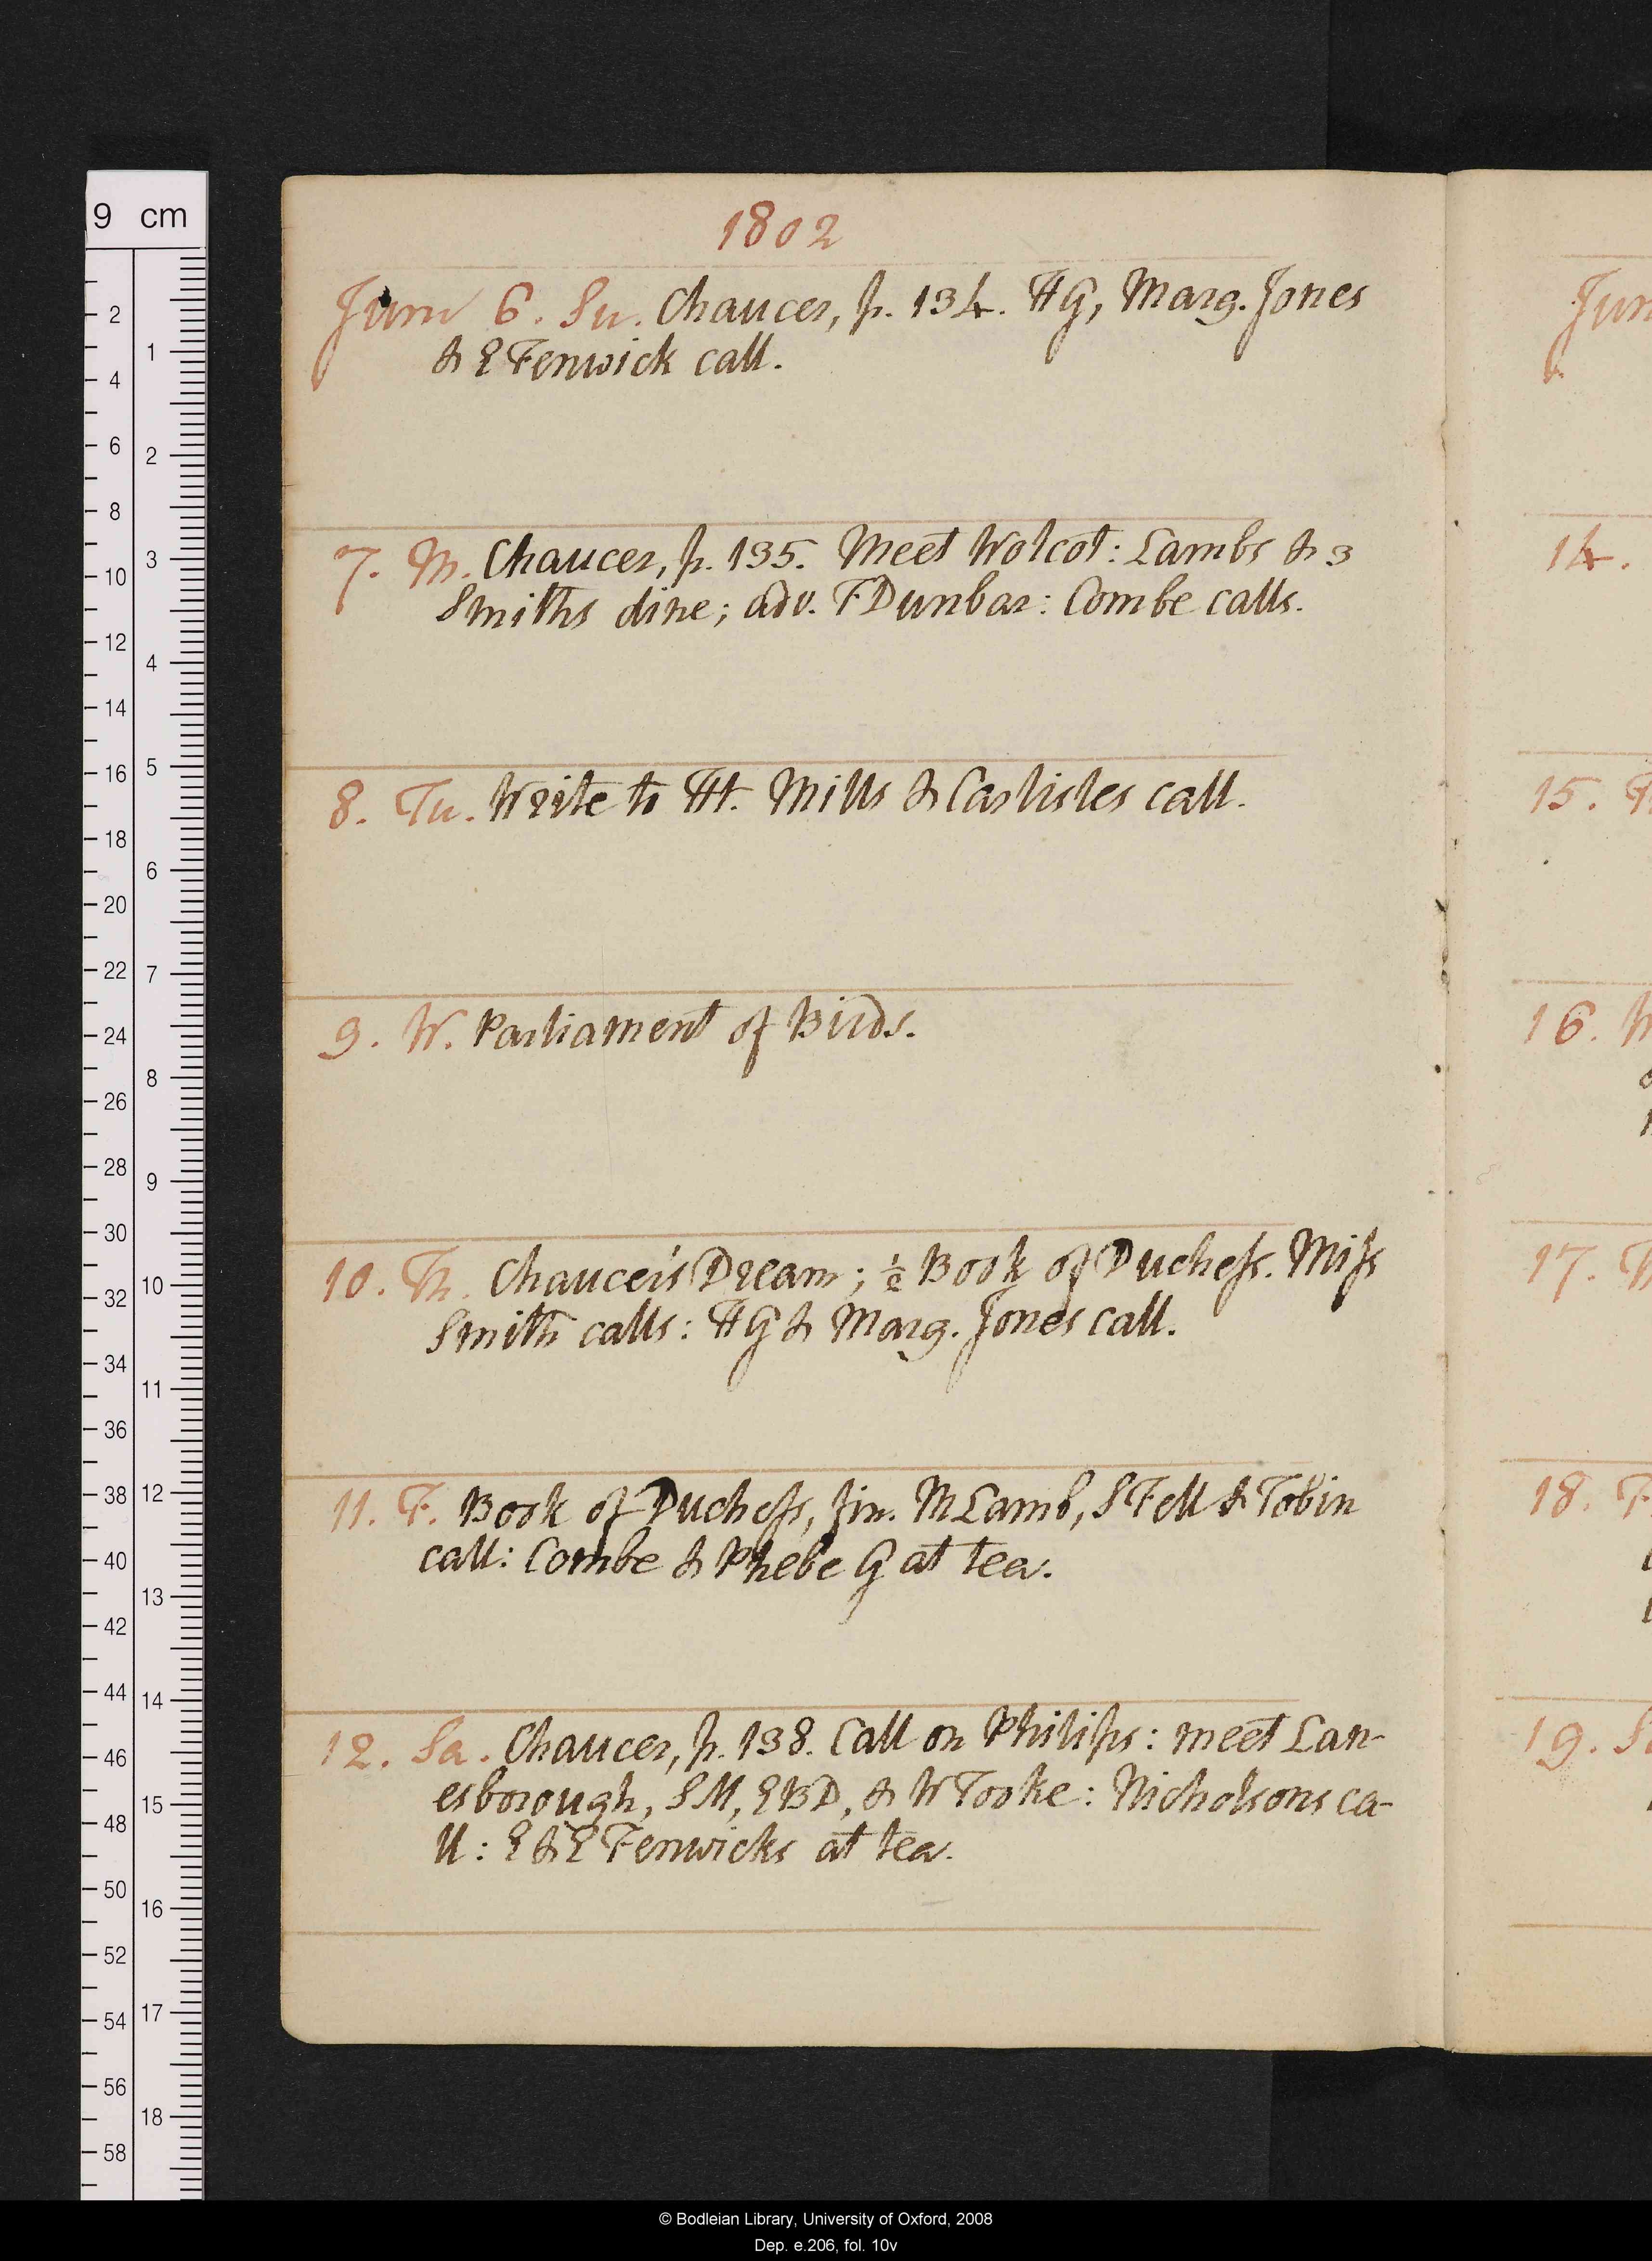 1802
June 6. Su. Chaucer, p. 134. HG, Marg. Jones
& E Fenwick call.
7. M. Chaucer, p. 135. Meet Wolcot: Lambs & 3
Smiths dine; adv. F Dunbar: Combe calls.
8. Tu. Write to Ht. Mills & Carlisles call.
9. W. Parliament of Birds.
10. Th. Chaucer's Dream; ½ Book of Duchess. Miss
Smith calls: HG & Marg. Jones call.
11. F. Book of Duchess, fin. M Lamb, S Fell & Tobin
call: Combe & Phebe G at tea.
12. Sa. Chaucer, p. 138. Call on Philips: meet Lan-
esborough, SM, EBD, & W Tooke: Nicholsons ca-
ll: E & E Fenwicks at tea.
Jun
14.
15.
16.
17.
18. F
19. S
9 cm
2
4
6
8
10
12
14
16
18
20
22
24
26
28
30
32
34
36
38
40
42
44
46
48
50
52
54
56
58
1
2
3
4
5
6
7
8
9
10
11
12
13
14
15
16
17
18
© Bodleian Library, University of Oxford, 2008
Dep. e.206, fol. 10v